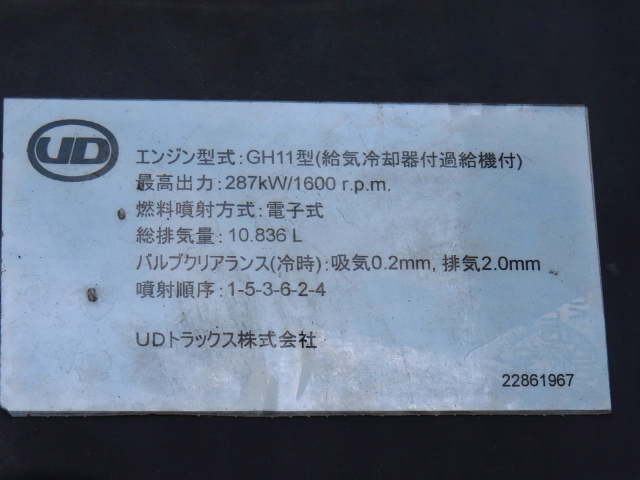 UD
エンジン型式:GH11型(給気冷却器付過給機付)
最高出力:287kW/1600 r.p.m.
燃料噴射方式:電子式
総排気量:10.836 L
バルブクリアランス(冷時):吸気0.2mm, 排気2.0mm
噴射順序:1-5-3-6-2-4
UDトラックス株式会社
22861967